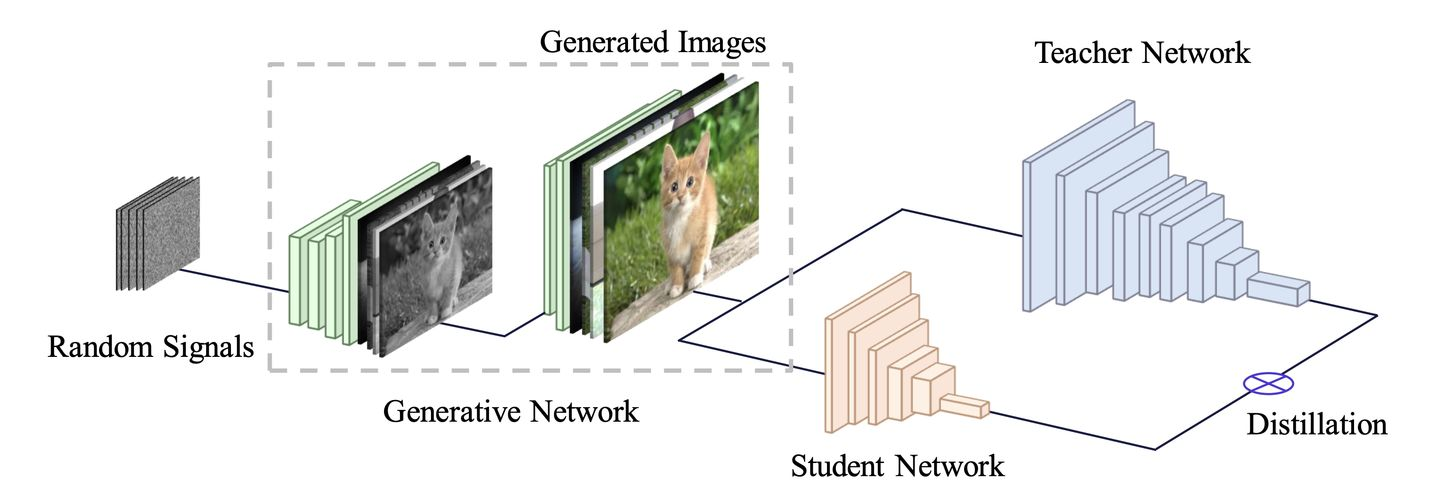 Generated Images
Teacher Network
Random Signals
Generative Network
Distillation
Student Network